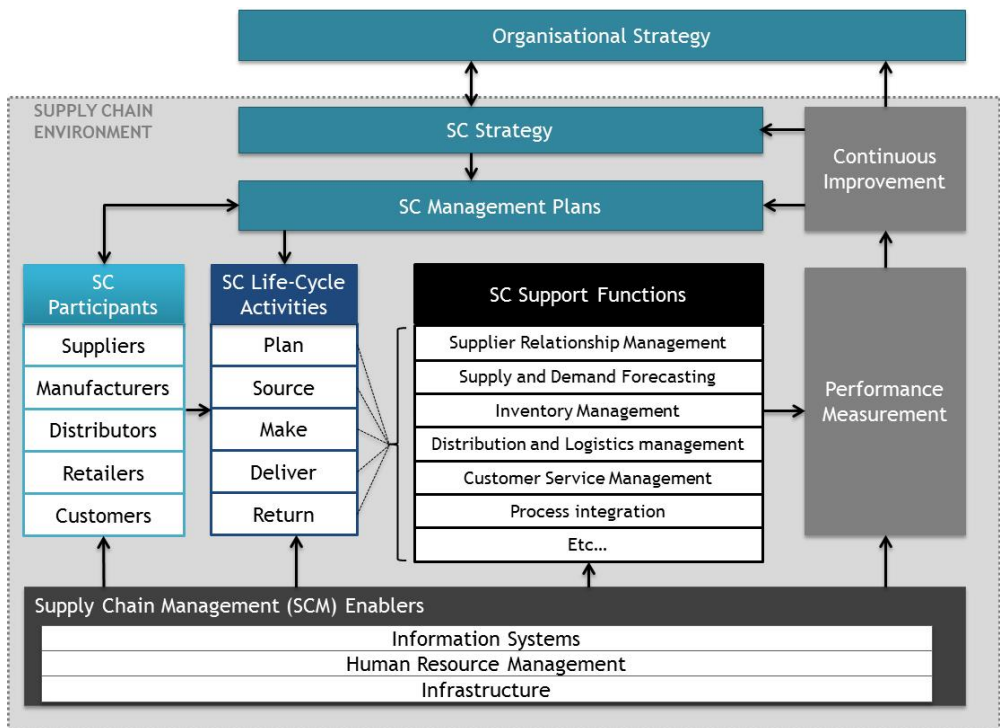 Organisational Strategy
SUPPLY CHAIN
ENVIRONMENT
SC Strategy
Continuous
Improvement
SC Management Plans
SC
Participants
Suppliers
Manufacturers
Distributors
Retailers
Customers
SC Life-Cycle
Activities
Plan
Source
Make
Deliver
Return
SC Support Functions
Supplier Relationship Management
Supply and Demand Forecasting
Inventory Management
Distribution and Logistics management
Customer Service Management
Process integration
Etc...
Performance
Measurement
Supply Chain Management (SCM) Enablers
Information Systems
Human Resource Management
Infrastructure